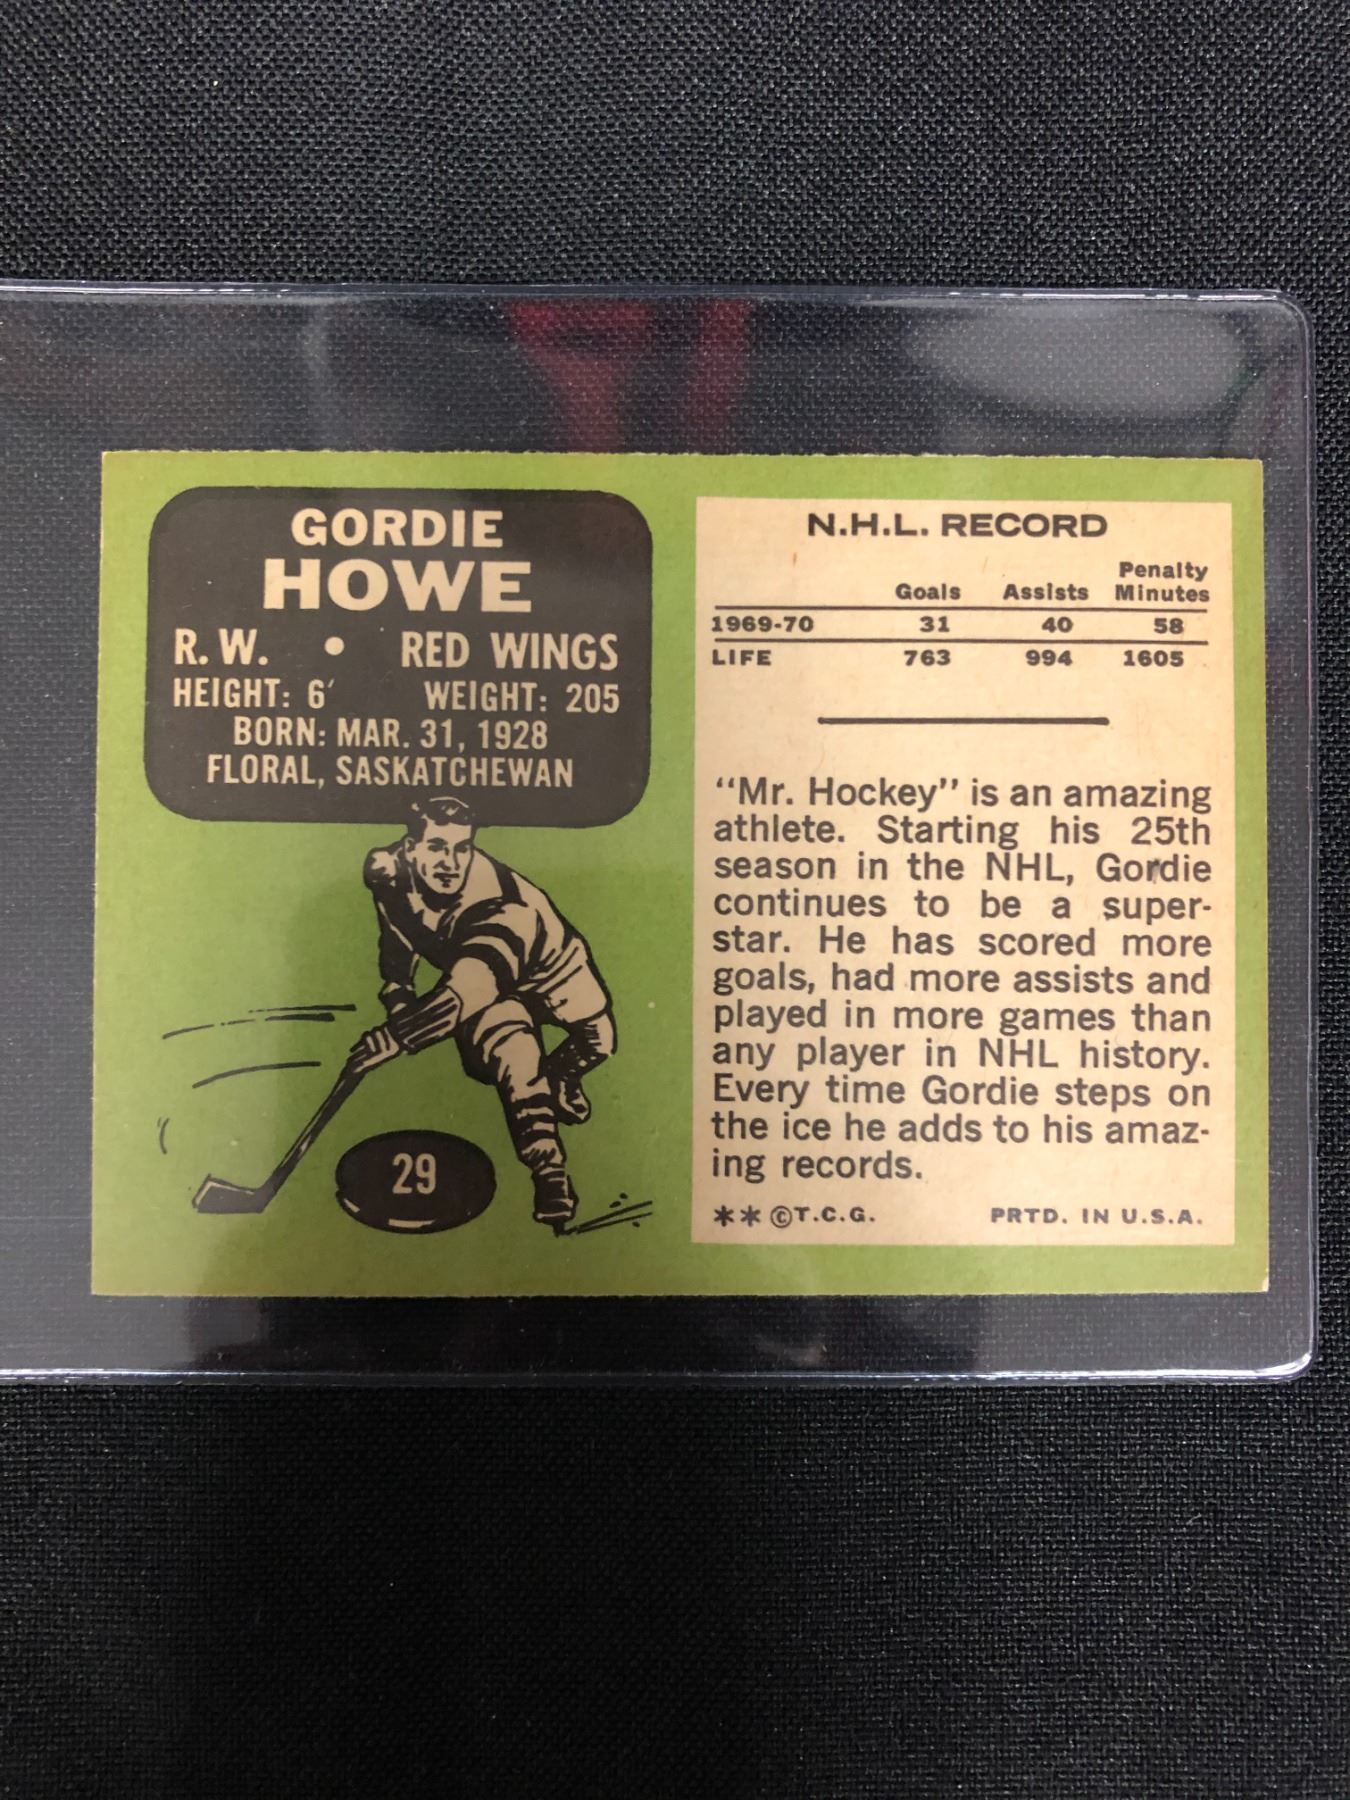 GORDIE
HOWE
R. W. • RED WINGS
HEIGHT: 6' WEIGHT: 205
BORN: MAR. 31, 1928
FLORAL, SASKATCHEWAN
29
N.H.L. RECORD
Penalty
Goals Assists Minutes
1969-70 31 40 58
LIFE 763 994 1605
“Mr. Hockey” is an amazing
athlete. Starting his 25th
season in the NHL, Gordie
continues to be a super-
star. He has scored more
goals, had more assists and
played in more games than
any player in NHL history.
Every time Gordie steps on
the ice he adds to his amaz-
ing records.
** ©T.C.G. PRTD. IN U.S.A.